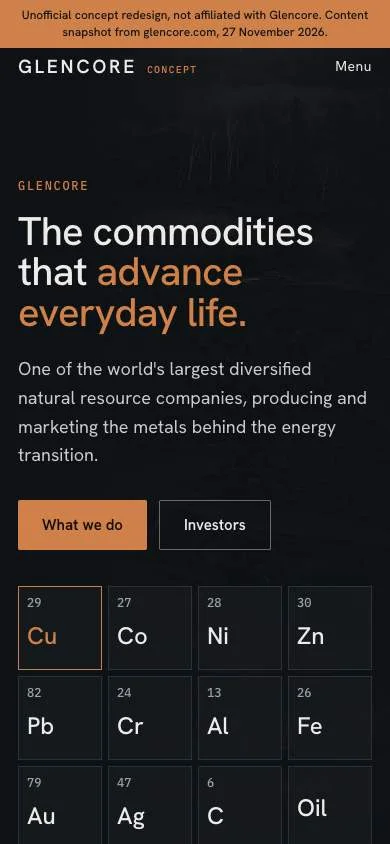 Unofficial concept redesign, not affiliated with Glencore. Content
snapshot from glencore.com, 27 November 2026.
GLENCORE CONCEPT Menu
GLENCORE
The commodities
that advance
everyday life.
One of the world's largest diversified
natural resource companies, producing and
marketing the metals behind the energy
transition.
What we do Investors
29 27 28 30
Cu Co Ni Zn
82 24 13 26
Pb Cr Al Fe
79 47 6
Au Ag C Oil